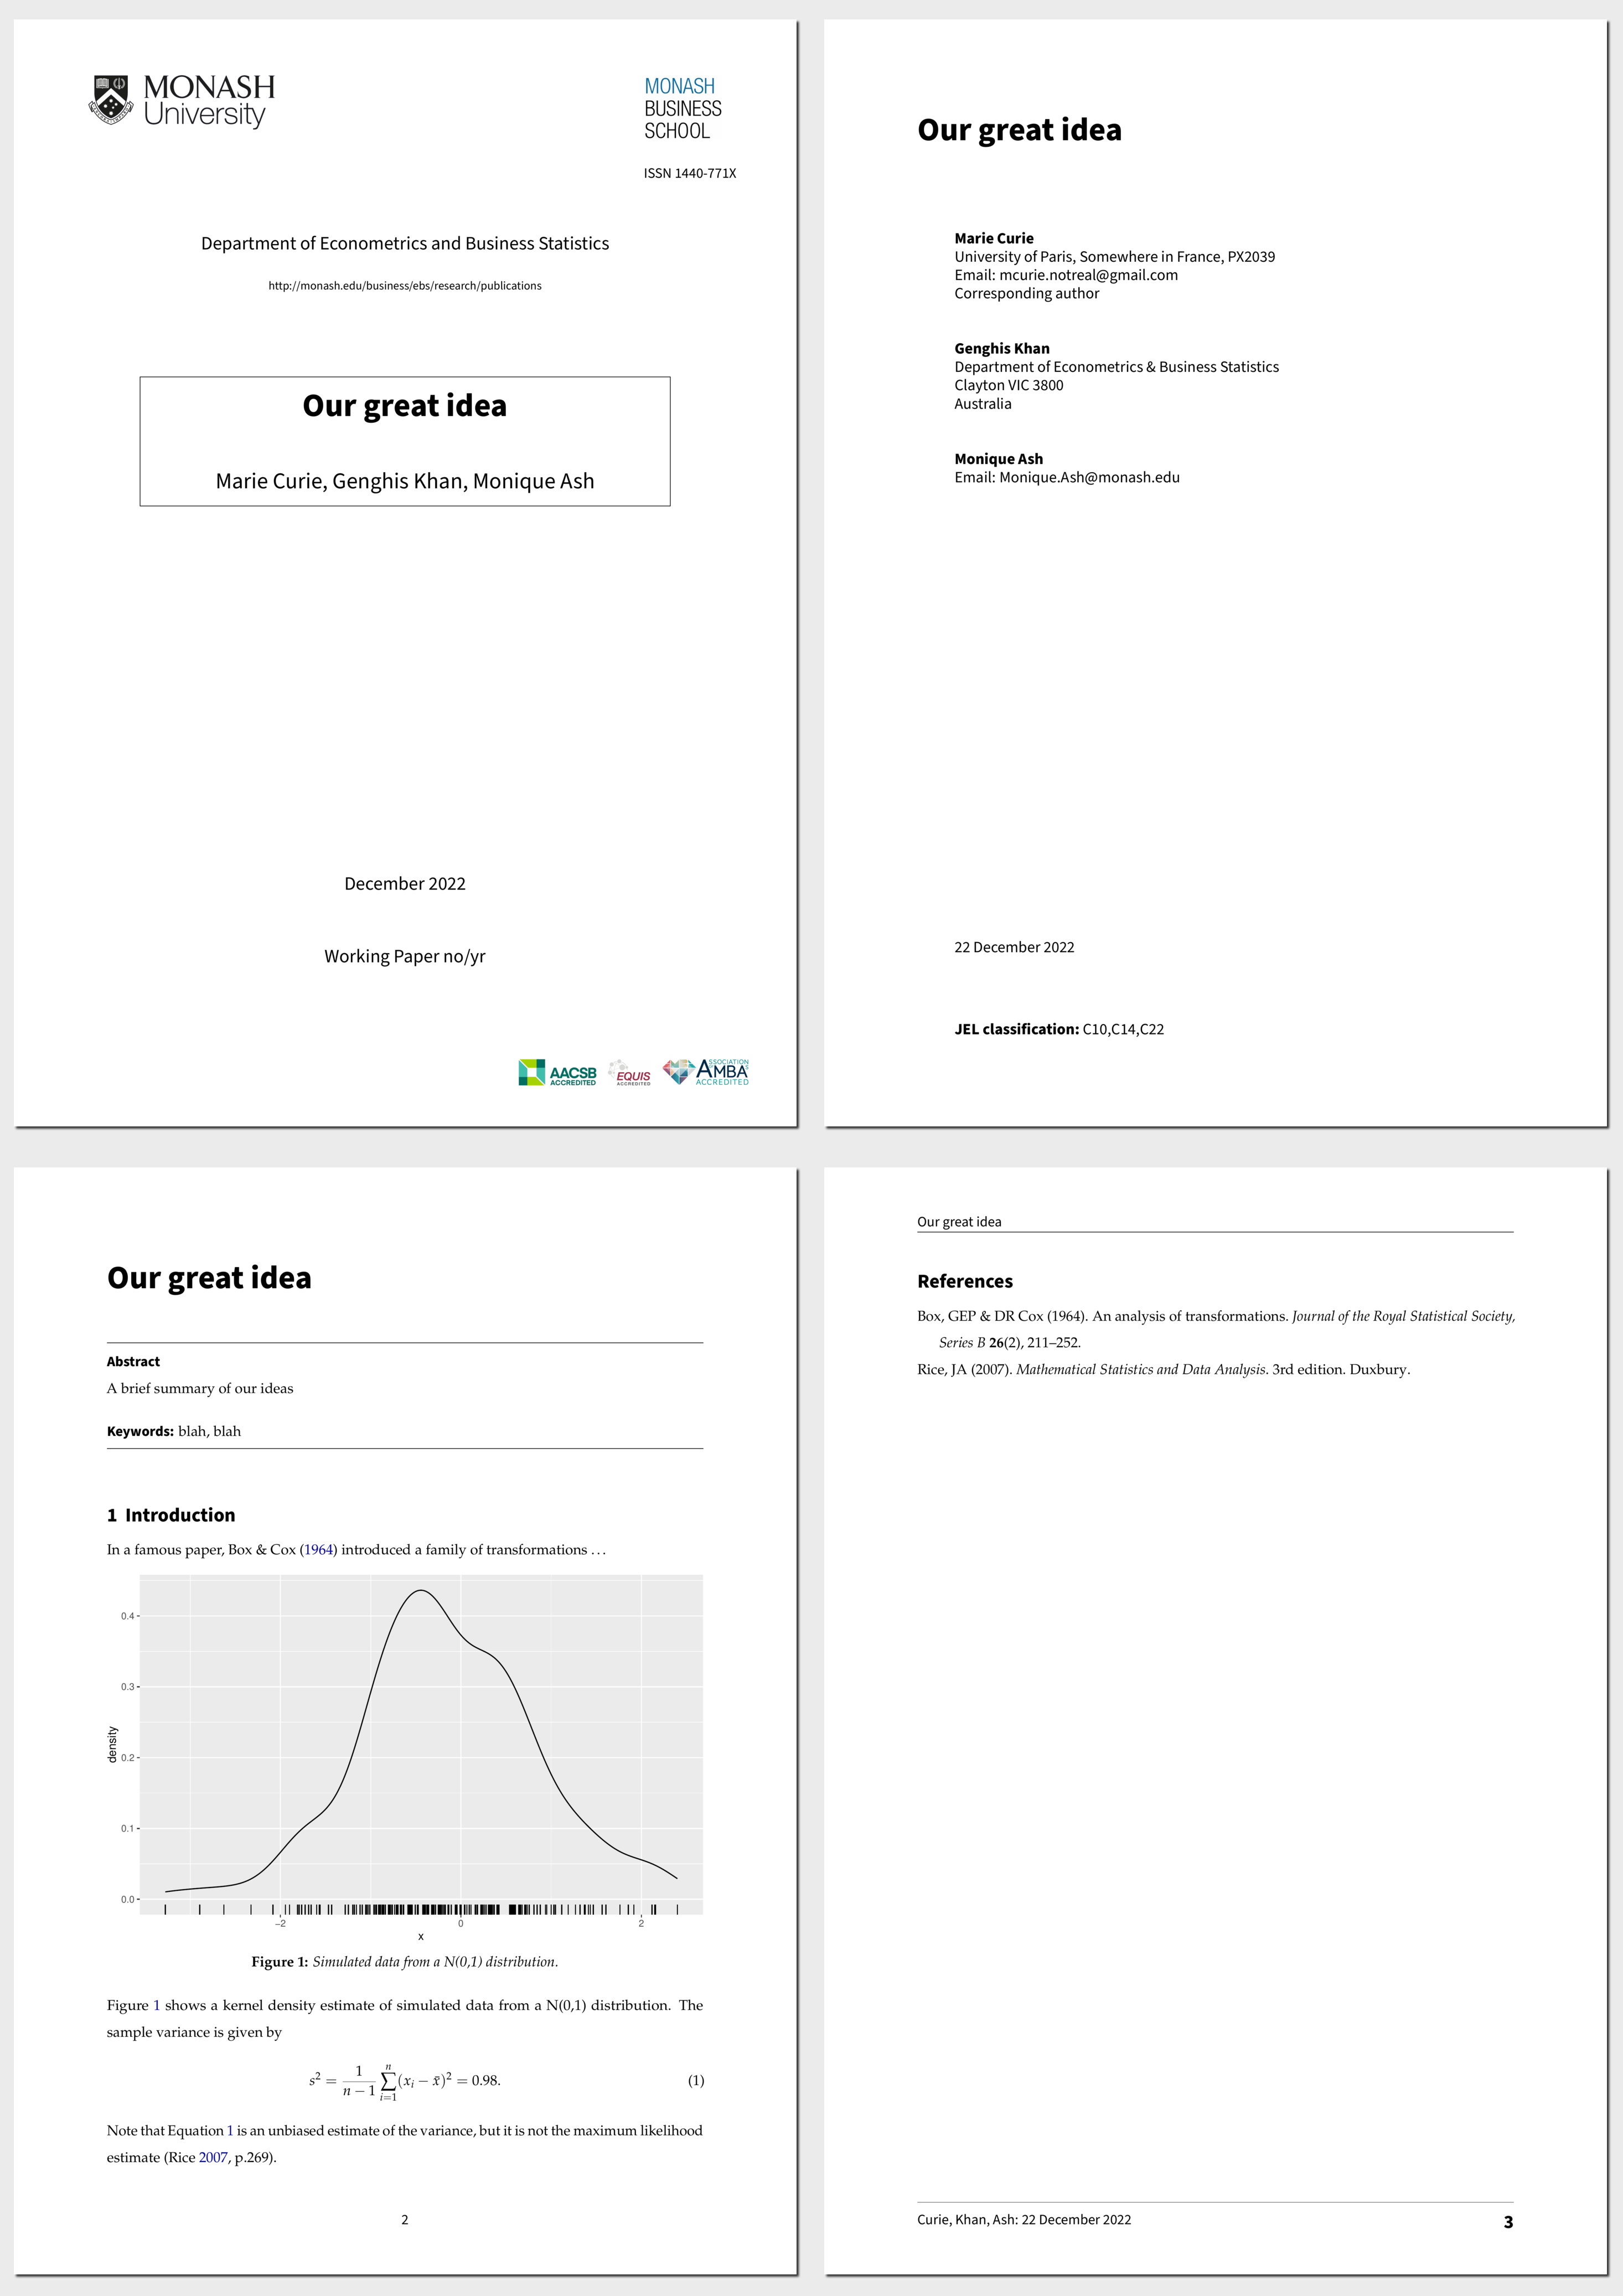 MONASH
University
MONASH
BUSINESS
SCHOOL
ISSN 1440-771X
Department of Econometrics and Business Statistics
http://monash.edu/business/ebs/research/publications
Our great idea
Marie Curie, Genghis Khan, Monique Ash
December 2022
Working Paper no/yr
AACSB
ACCREDITED
EQUIS
ACCREDITED
ASSOCIATION
AMBA
ACCREDITED
Our great idea
Marie Curie
University of Paris, Somewhere in France, PX2039
Email: mcurie.notreal@gmail.com
Corresponding author
Genghis Khan
Department of Econometrics & Business Statistics
Clayton VIC 3800
Australia
Monique Ash
Email: Monique.Ash@monash.edu
22 December 2022
JEL classification: C10,C14,C22
Our great idea
Abstract
A brief summary of our ideas
Keywords: blah, blah
1 Introduction
In a famous paper, Box & Cox (1964) introduced a family of transformations ...
0.4
0.3
0.2
0.1
0.0
density
−2 0 2
x
Figure 1: Simulated data from a N(0,1) distribution.
Figure 1 shows a kernel density estimate of simulated data from a N(0,1) distribution. The
sample variance is given by
s² = 1/(n − 1) ∑ⁿᵢ₌₁ (xᵢ − x̄)² = 0.98. (1)
Note that Equation 1 is an unbiased estimate of the variance, but it is not the maximum likelihood
estimate (Rice 2007, p.269).
2
Our great idea
References
Box, GEP & DR Cox (1964). An analysis of transformations. Journal of the Royal Statistical Society,
Series B 26(2), 211–252.
Rice, JA (2007). Mathematical Statistics and Data Analysis. 3rd edition. Duxbury.
Curie, Khan, Ash: 22 December 2022
3